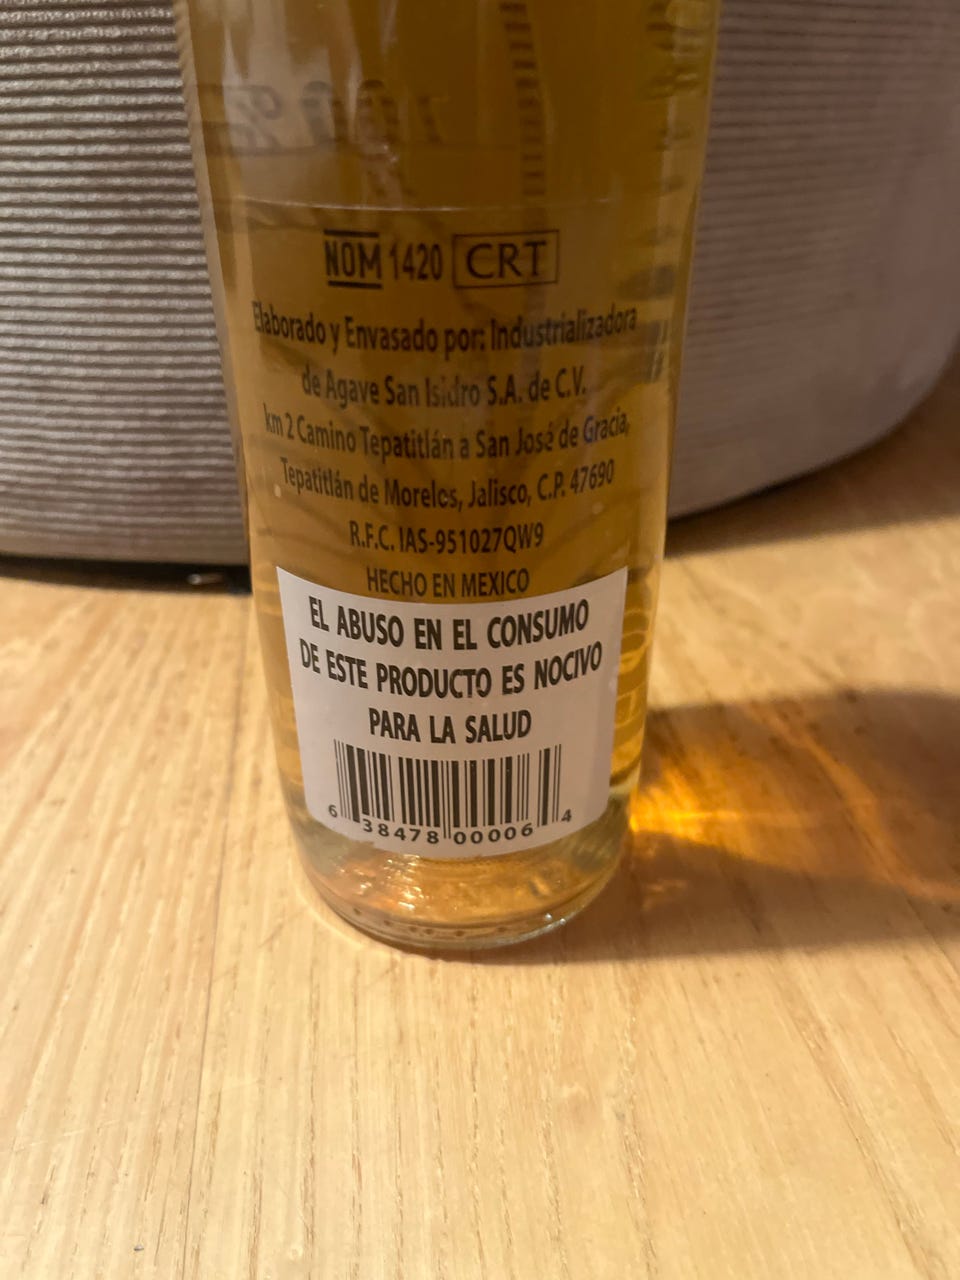 100%
NOM 1420 CRT
Elaborado y Envasado por: Industrializadora
de Agave San Isidro S.A. de C.V.
km 2 Camino Tepatitlán a San José de Gracia,
Tepatitlán de Morelos, Jalisco, C.P. 47690
R.F.C. IAS-951027QW9
HECHO EN MEXICO
EL ABUSO EN EL CONSUMO
DE ESTE PRODUCTO ES NOCIVO
PARA LA SALUD
6 38478 00006 4